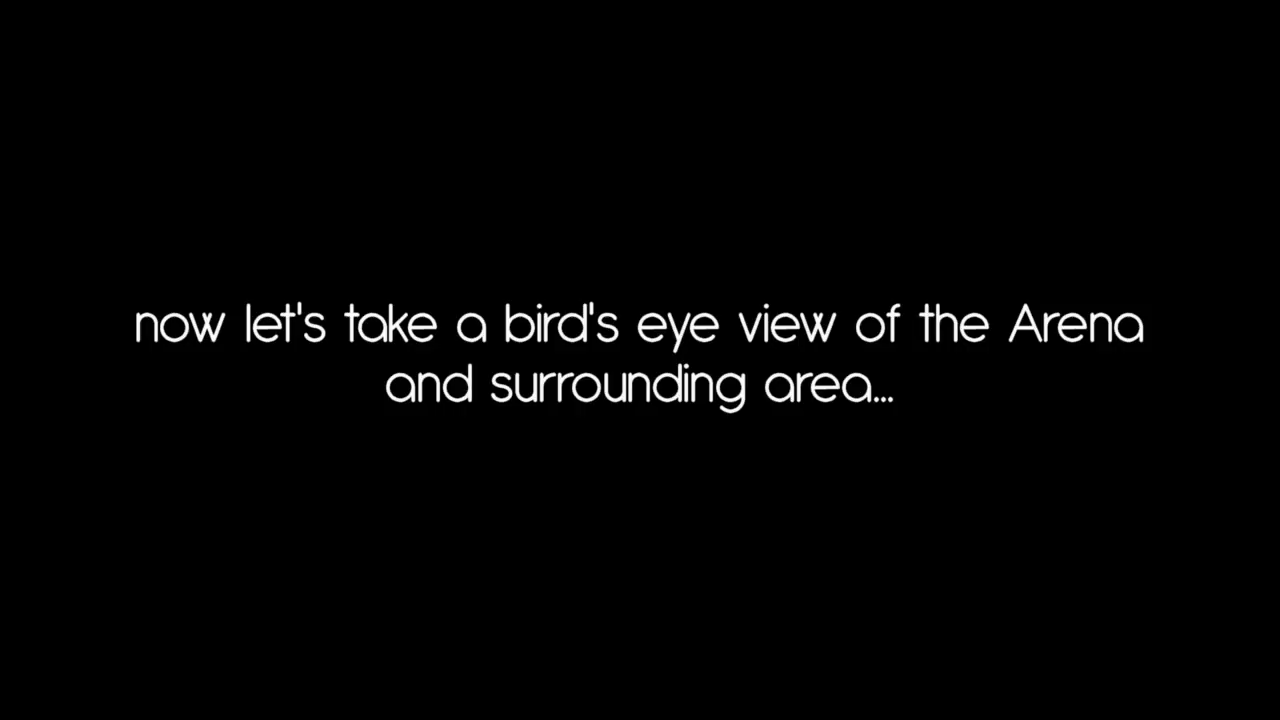 now let's take a bird's eye view of the Arena
and surrounding area...